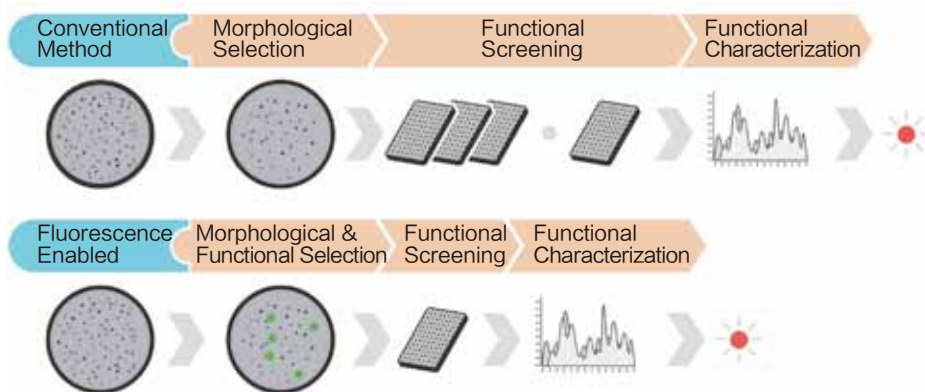 Conventional
Method
Morphological
Selection
Functional
Screening
Functional
Characterization
Fluorescence
Enabled
Morphological &
Functional Selection
Functional
Screening
Functional
Characterization